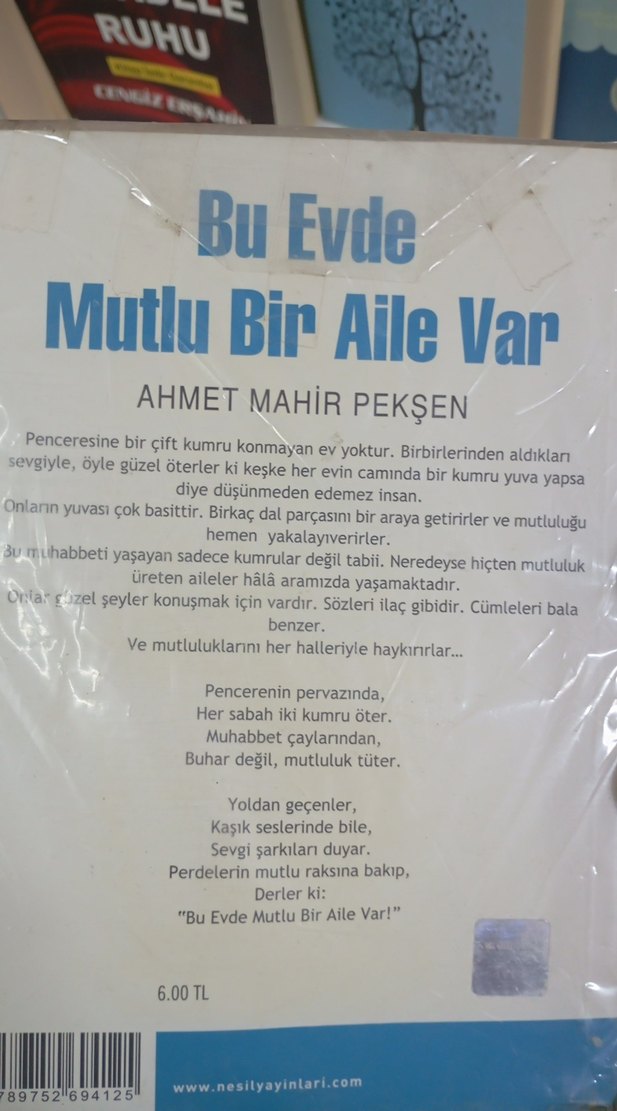 RUHU
CENGİZ ERŞAHİN
Bu Evde
Mutlu Bir Aile Var
AHMET MAHİR PEKŞEN
Penceresine bir çift kumru konmayan ev yoktur. Birbirlerinden aldıkları
sevgiyle, öyle güzel öterler ki keşke her evin camında bir kumru yuva yapsa
diye düşünmeden edemez insan.
Onların yuvası çok basittir. Birkaç dal parçasını bir araya getirirler ve mutluluğu
hemen yakalayıverirler.
Bu muhabbeti yaşayan sadece kumrular değil tabii. Neredeyse hiçten mutluluk
üreten aileler hâlâ aramızda yaşamaktadır.
Onlar güzel şeyler konuşmak için vardır. Sözleri ilaç gibidir. Cümleleri bala
benzer.
Ve mutluluklarını her halleriyle haykırırlar...
Pencerenin pervazında,
Her sabah iki kumru öter.
Muhabbet çaylarından,
Buhar değil, mutluluk tüter.
Yoldan geçenler,
Kaşık seslerinde bile,
Sevgi şarkıları duyar.
Perdelerin mutlu raksına bakıp,
Derler ki:
"Bu Evde Mutlu Bir Aile Var!"
6.00 TL
789752 694125
www.nesilyayinlari.com